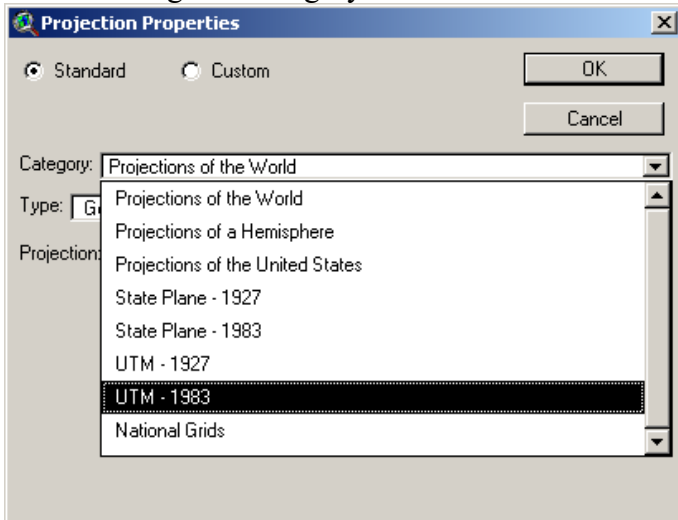 Projection Properties
Standard Custom OK
Cancel
Category: Projections of the World
Type:
Projection:
Projections of the World
Projections of a Hemisphere
Projections of the United States
State Plane - 1927
State Plane - 1983
UTM - 1927
UTM - 1983
National Grids